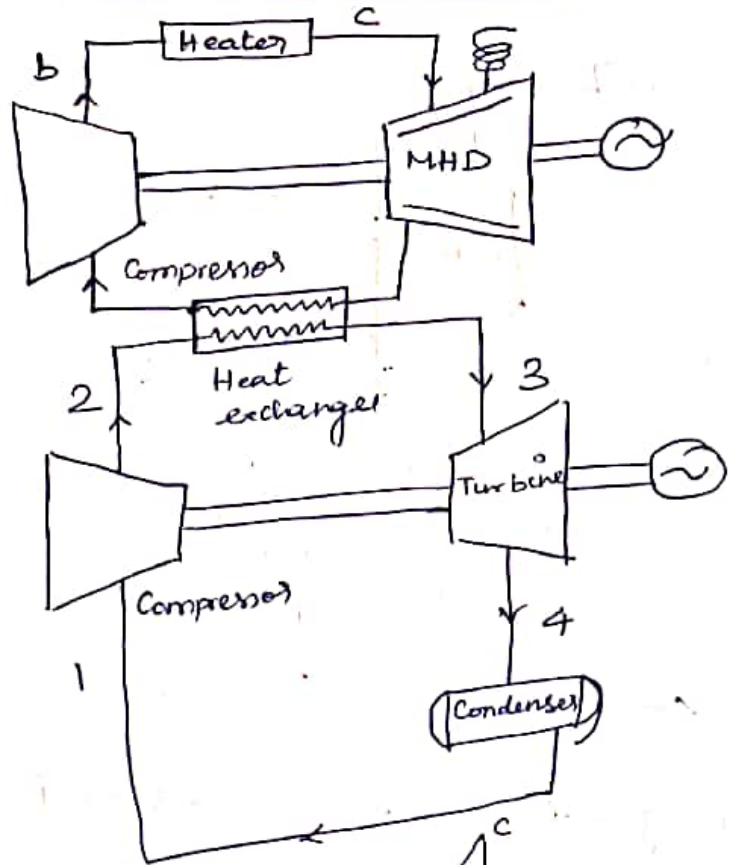 c
Heater
b
MHD
Compressor
Heat
exchanger
2
3
Turbine
Compressor
4
1
Condenser
c